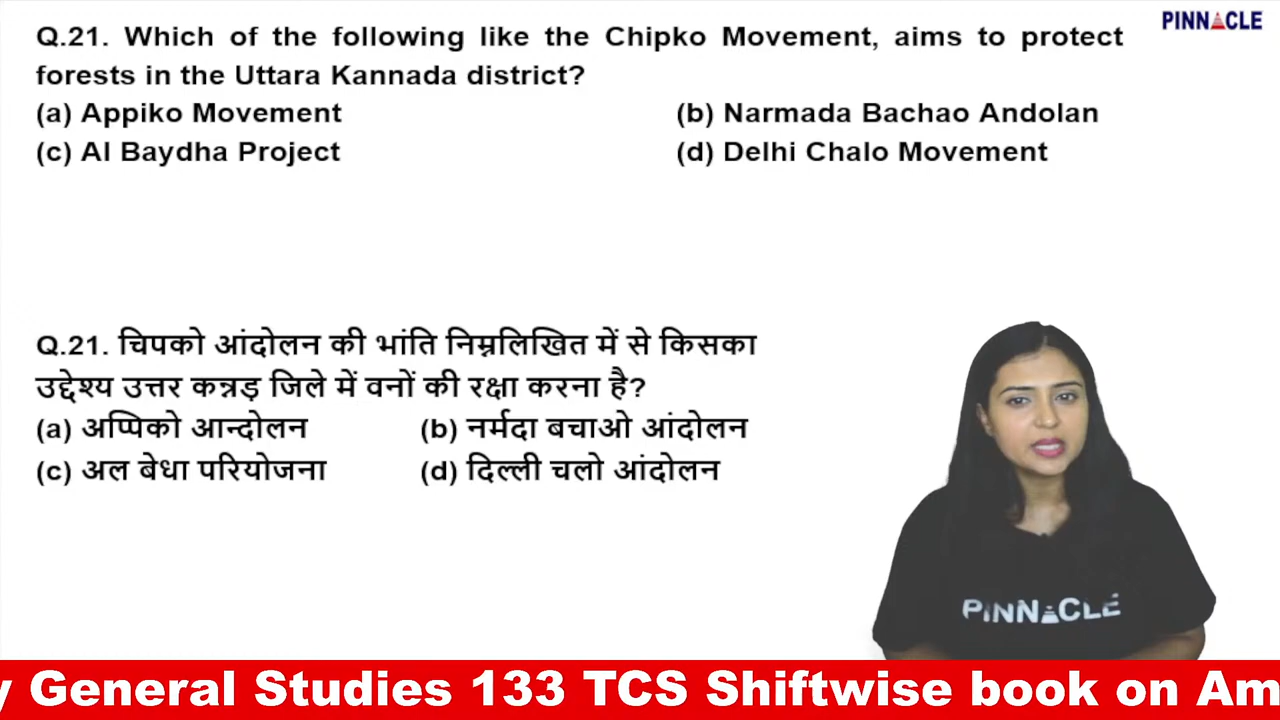 PINNACLE
Q.21. Which of the following like the Chipko Movement, aims to protect
forests in the Uttara Kannada district?
(a) Appiko Movement (b) Narmada Bachao Andolan
(c) Al Baydha Project (d) Delhi Chalo Movement
Q.21. चिपको आंदोलन की भांति निम्नलिखित में से किसका
उद्देश्य उत्तर कन्नड़ जिले में वनों की रक्षा करना है?
(a) अप्पिको आन्दोलन (b) नर्मदा बचाओ आंदोलन
(c) अल बेधा परियोजना (d) दिल्ली चलो आंदोलन
PINNACLE
y General Studies 133 TCS Shiftwise book on Am